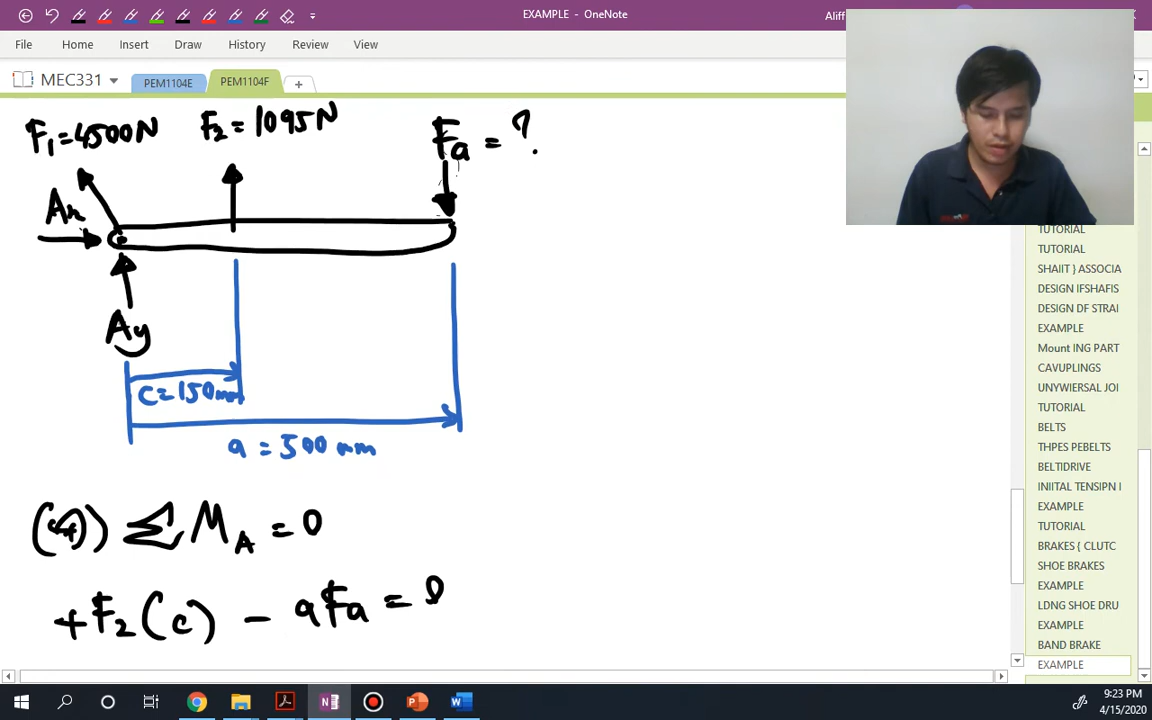 EXAMPLE - OneNote
Aliff
File Home Insert Draw History Review View
MEC331
PEM1104E
PEM1104F
F1=4500N
F2=1095N
Fa = ?
Ax
Ay
c=150mm
a = 500 mm
ΣMA = 0
+F2(c) - aFa = 0
TUTORIAL
TUTORIAL
SHAIIT } ASSOCIA
DESIGN IFSHAFIS
DESIGN DF STRAI
EXAMPLE
Mount ING PART
CAVUPLINGS
UNYWIERSAL JOI
TUTORIAL
BELTS
THPES PEBELTS
BELTIDRIVE
INIITAL TENSIPN I
EXAMPLE
TUTORIAL
BRAKES { CLUTC
SHOE BRAKES
EXAMPLE
LDNG SHOE DRU
EXAMPLE
BAND BRAKE
EXAMPLE
9:23 PM
4/15/2020